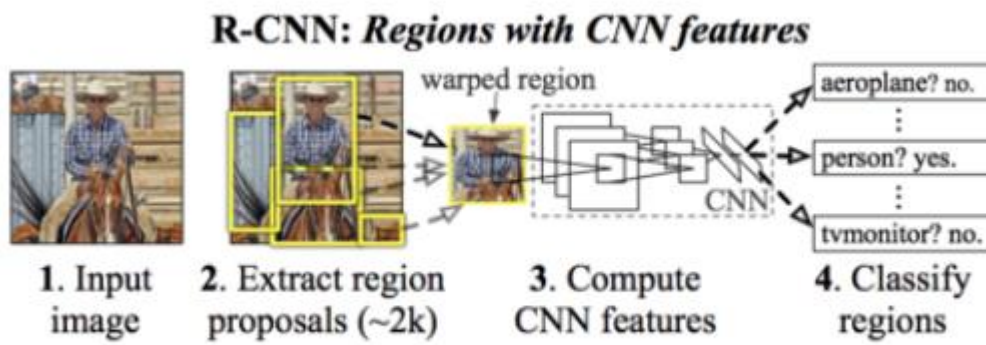 R-CNN: Regions with CNN features
warped region
aeroplane? no.
⋮
person? yes.
⋮
tvmonitor? no.
CNN
1. Input
image
2. Extract region
proposals (~2k)
3. Compute
CNN features
4. Classify
regions